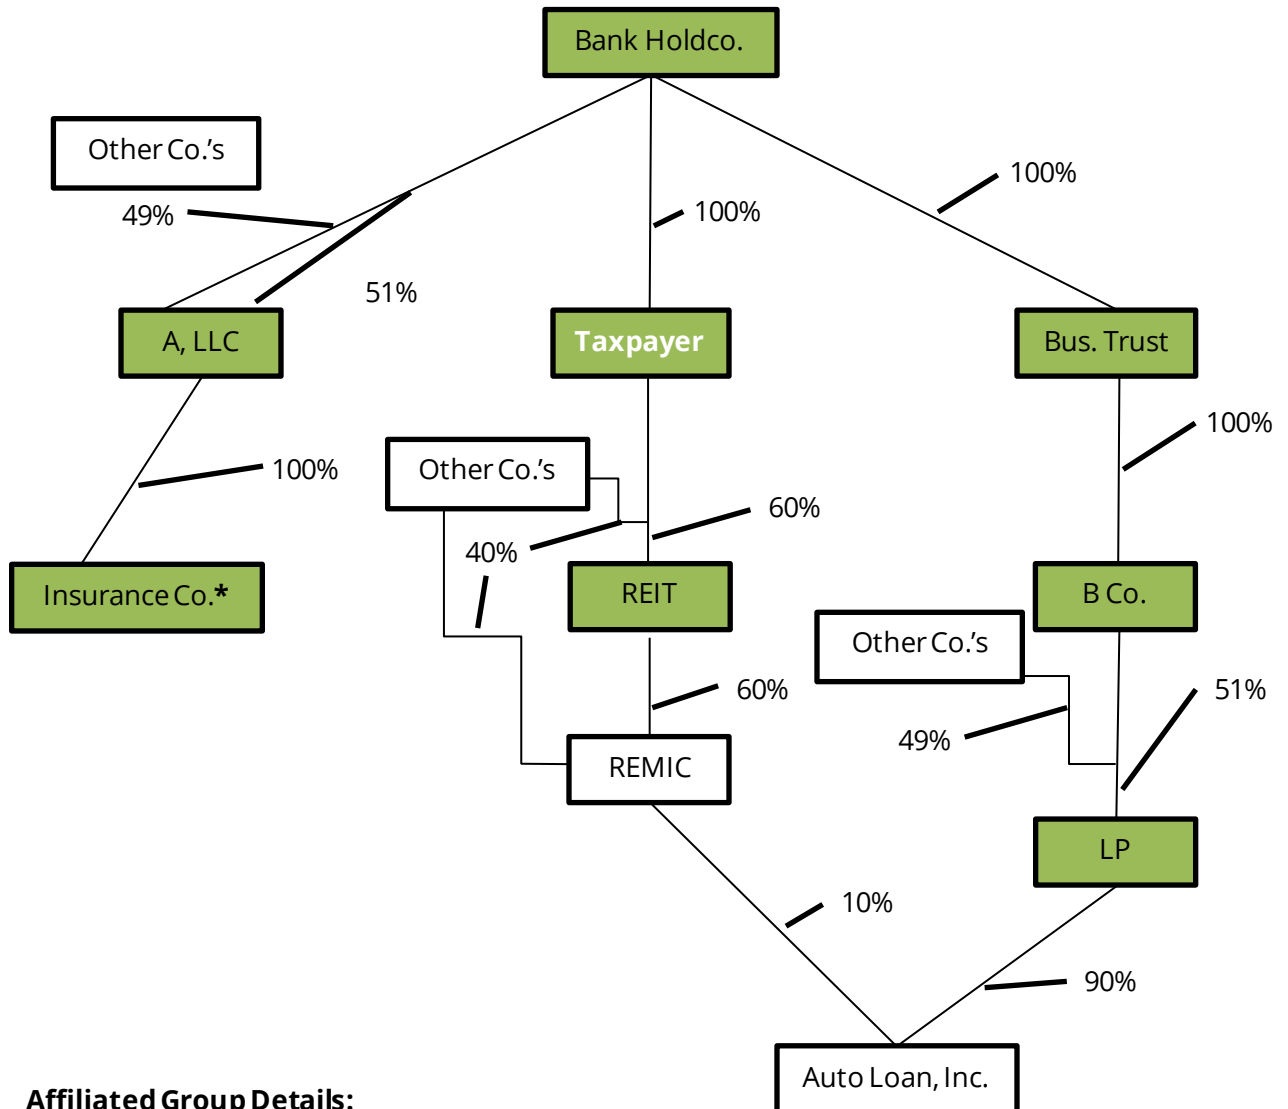 Bank Holdco.
Other Co.'s
100%
49%
100%
51%
A, LLC
Taxpayer
Bus. Trust
100%
Other Co.'s
100%
60%
40%
Insurance Co.*
REIT
B Co.
Other Co.'s
60%
51%
49%
REMIC
LP
10%
90%
Auto Loan, Inc.
Affiliated Group Details: